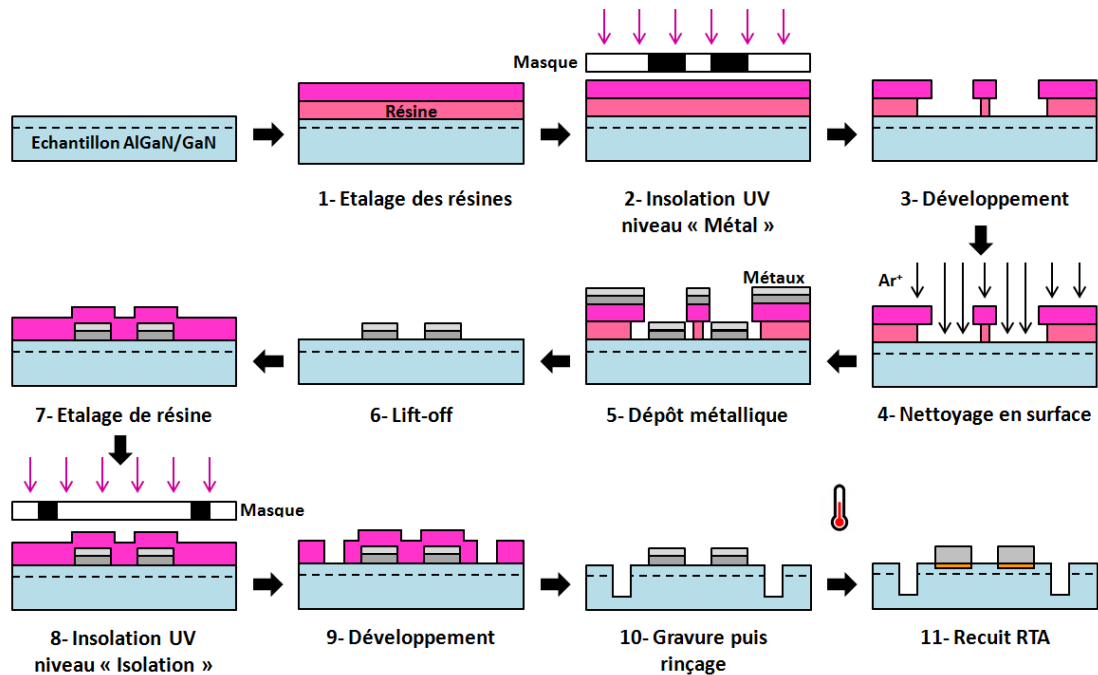 Masque
Résine
Echantillon AlGaN/GaN
1- Etalage des résines
2- Insolation UV
niveau « Métal »
3- Développement
Ar⁺
Métaux
7- Etalage de résine
6- Lift-off
5- Dépôt métallique
4- Nettoyage en surface
Masque
8- Insolation UV
niveau « Isolation »
9- Développement
10- Gravure puis
rinçage
11- Recuit RTA